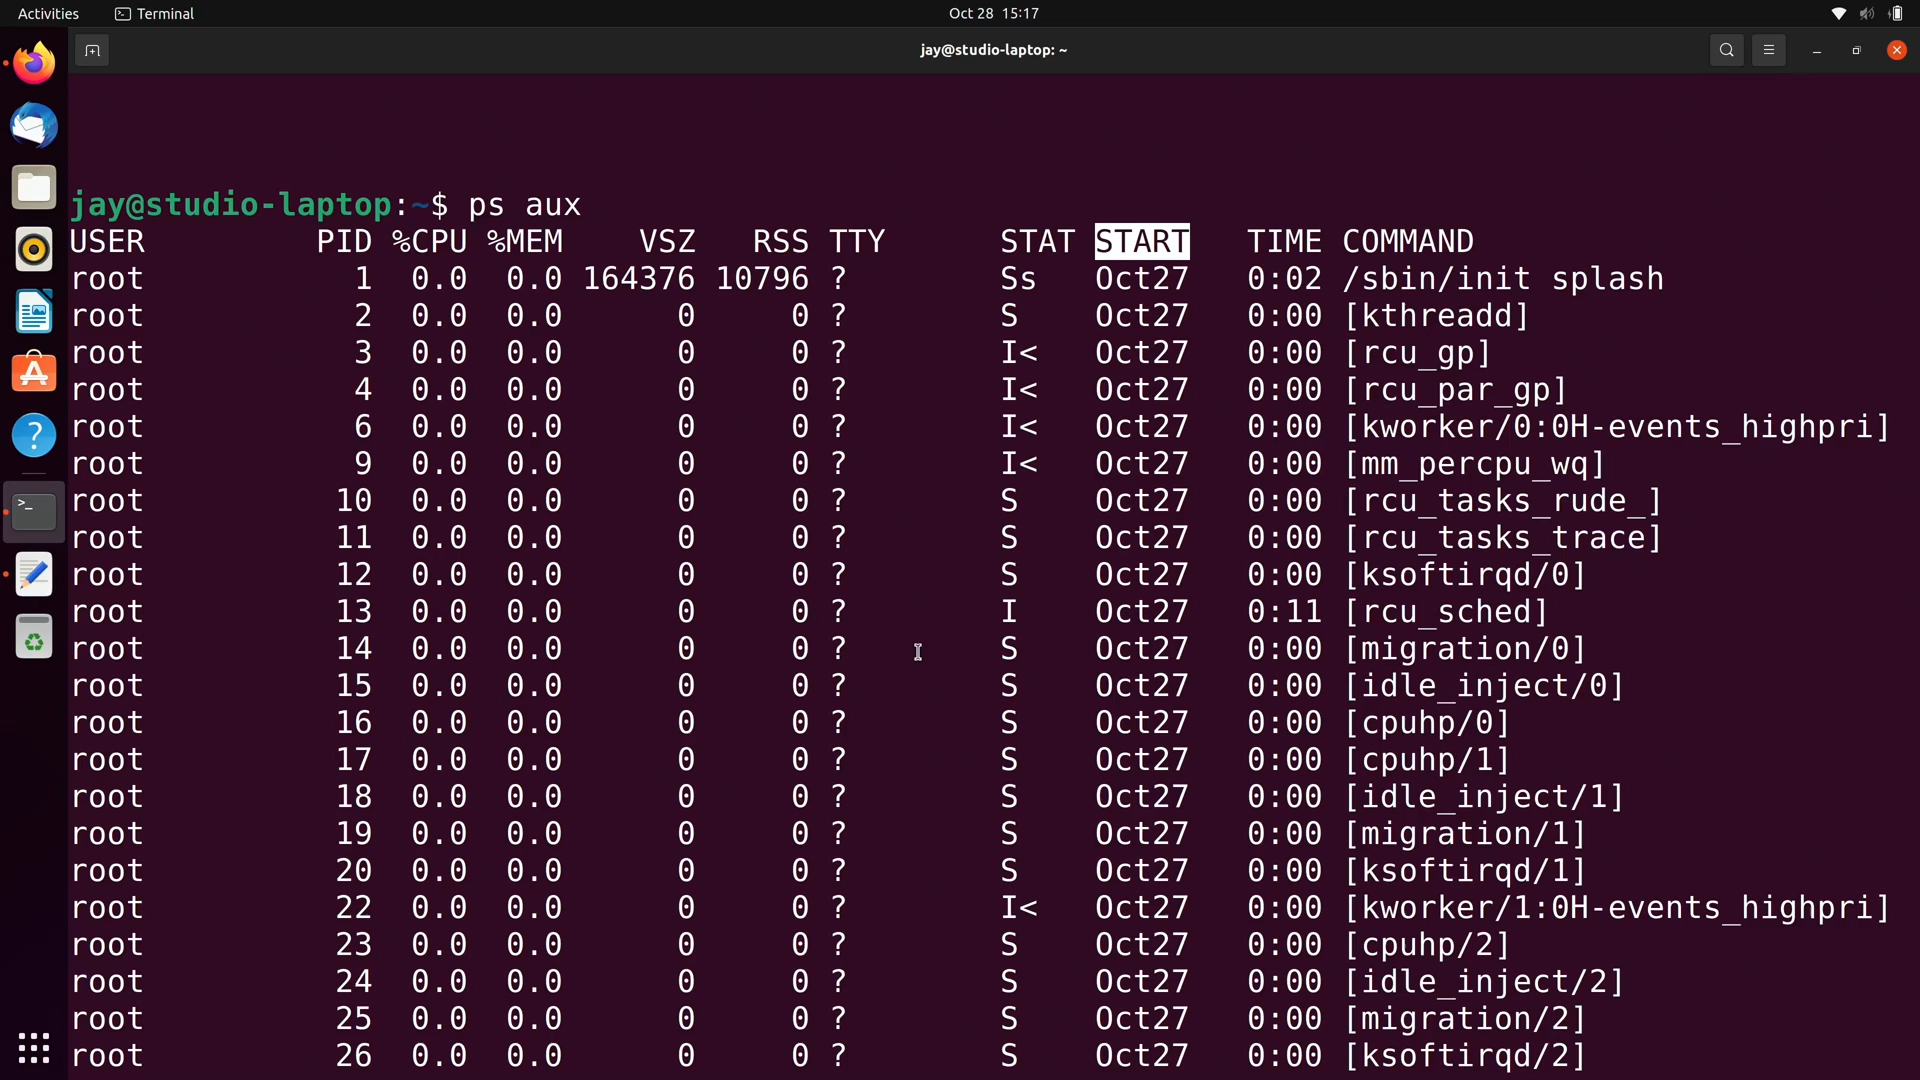 Activities Terminal Oct 28 15:17
jay@studio-laptop: ~
jay@studio-laptop:~$ ps aux
USER PID %CPU %MEM VSZ RSS TTY STAT START TIME COMMAND
root 1 0.0 0.0 164376 10796 ? Ss Oct27 0:02 /sbin/init splash
root 2 0.0 0.0 0 0 ? S Oct27 0:00 [kthreadd]
root 3 0.0 0.0 0 0 ? I< Oct27 0:00 [rcu_gp]
root 4 0.0 0.0 0 0 ? I< Oct27 0:00 [rcu_par_gp]
root 6 0.0 0.0 0 0 ? I< Oct27 0:00 [kworker/0:0H-events_highpri]
root 9 0.0 0.0 0 0 ? I< Oct27 0:00 [mm_percpu_wq]
root 10 0.0 0.0 0 0 ? S Oct27 0:00 [rcu_tasks_rude_]
root 11 0.0 0.0 0 0 ? S Oct27 0:00 [rcu_tasks_trace]
root 12 0.0 0.0 0 0 ? S Oct27 0:00 [ksoftirqd/0]
root 13 0.0 0.0 0 0 ? I Oct27 0:11 [rcu_sched]
root 14 0.0 0.0 0 0 ? S Oct27 0:00 [migration/0]
root 15 0.0 0.0 0 0 ? S Oct27 0:00 [idle_inject/0]
root 16 0.0 0.0 0 0 ? S Oct27 0:00 [cpuhp/0]
root 17 0.0 0.0 0 0 ? S Oct27 0:00 [cpuhp/1]
root 18 0.0 0.0 0 0 ? S Oct27 0:00 [idle_inject/1]
root 19 0.0 0.0 0 0 ? S Oct27 0:00 [migration/1]
root 20 0.0 0.0 0 0 ? S Oct27 0:00 [ksoftirqd/1]
root 22 0.0 0.0 0 0 ? I< Oct27 0:00 [kworker/1:0H-events_highpri]
root 23 0.0 0.0 0 0 ? S Oct27 0:00 [cpuhp/2]
root 24 0.0 0.0 0 0 ? S Oct27 0:00 [idle_inject/2]
root 25 0.0 0.0 0 0 ? S Oct27 0:00 [migration/2]
root 26 0.0 0.0 0 0 ? S Oct27 0:00 [ksoftirqd/2]